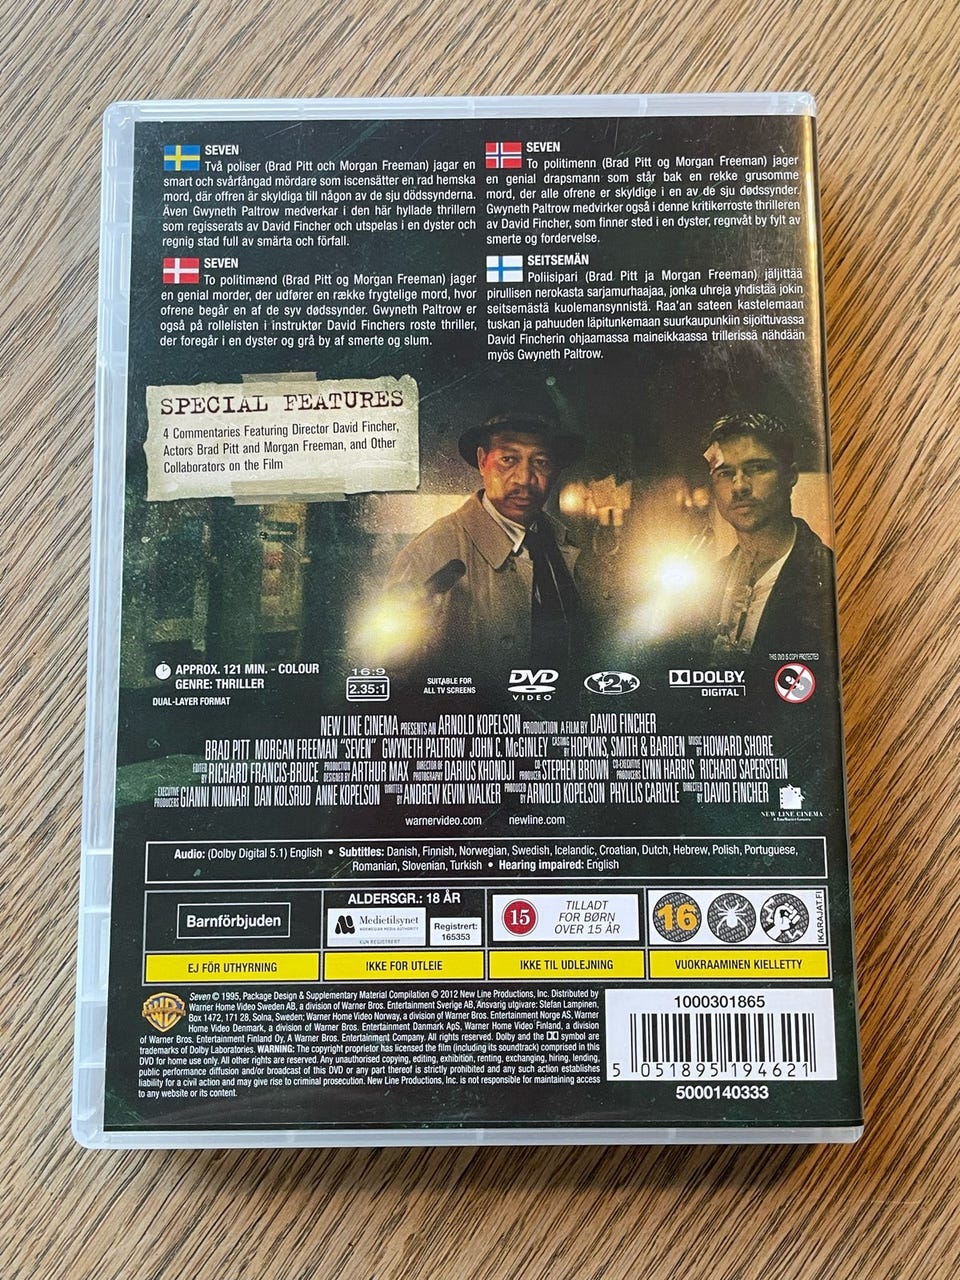 SEVEN
Två poliser (Brad Pitt och Morgan Freeman) jagar en
smart och svårfångad mördare som iscensätter en rad hemska
mord, där offren är skyldiga till någon av de sju dödssynderna.
Även Gwyneth Paltrow medverkar i den här hyllade thrillern
som regisserats av David Fincher och utspelas i en dyster och
regnig stad full av smärta och förfall.
SEVEN
To politimenn (Brad Pitt og Morgan Freeman) jager
en genial drapsmann som står bak en rekke grusomme
mord, der alle ofrene er skyldige i en av de sju dødssynder.
Gwyneth Paltrow medvirker også i denne kritikerroste thrilleren
av David Fincher, som finner sted i en dyster, regnvåt by fylt av
smerte og fordervelse.
SEVEN
To politimænd (Brad Pitt og Morgan Freeman) jager
en genial morder, der udfører en række frygtelige mord, hvor
ofrene begår en af de syv dødssynder. Gwyneth Paltrow er
også på rollelisten i instruktør David Finchers roste thriller,
der foregår i en dyster og grå by af smerte og slum.
SEITSEMÄN
Poliisipari (Brad Pitt ja Morgan Freeman) jäljittää
pirullisen nerokasta sarjamurhaajaa, jonka uhreja yhdistää jokin
seitsemästä kuolemansynnistä. Raa'an sateen kastelemaan
tuskan ja pahuuden läpitunkemaan suurkaupunkiin sijoittuvassa
David Fincherin ohjaamassa maineikkaassa trillerissä nähdään
myös Gwyneth Paltrow.
SPECIAL FEATURES
4 Commentaries Featuring Director David Fincher,
Actors Brad Pitt and Morgan Freeman, and Other
Collaborators on the Film
APPROX. 121 MIN. - COLOUR
GENRE: THRILLER
DUAL-LAYER FORMAT
16:9
2.35:1
SUITABLE FOR
ALL TV SCREENS
DVD
VIDEO
2
DOLBY
DIGITAL
THIS DVD IS COPY PROTECTED
NEW LINE CINEMA PRESENTS AN ARNOLD KOPELSON PRODUCTION A FILM BY DAVID FINCHER
BRAD PITT MORGAN FREEMAN "SEVEN" GWYNETH PALTROW JOHN C. McGINLEY CASTING BY HOPKINS, SMITH & BARDEN MUSIC BY HOWARD SHORE
EDITED BY RICHARD FRANCIS-BRUCE PRODUCTION DESIGNED BY ARTHUR MAX DIRECTOR OF PHOTOGRAPHY DARIUS KHONDJI CO-PRODUCER STEPHEN BROWN CO-EXECUTIVE PRODUCERS LYNN HARRIS RICHARD SAPERSTEIN
EXECUTIVE PRODUCERS GIANNI NUNNARI DAN KOLSRUD ANNE KOPELSON WRITTEN BY ANDREW KEVIN WALKER PRODUCED BY ARNOLD KOPELSON PHYLLIS CARLYLE DIRECTED BY DAVID FINCHER
NEW LINE CINEMA
warnervideo.com newline.com
Audio: (Dolby Digital 5.1) English • Subtitles: Danish, Finnish, Norwegian, Swedish, Icelandic, Croatian, Dutch, Hebrew, Polish, Portuguese,
Romanian, Slovenian, Turkish • Hearing impaired: English
Barnförbjuden
ALDERSGR.: 18 ÅR
Medietilsynet
NORWEGIAN MEDIA AUTHORITY
KUN REGISTRERT
Registrert:
165353
15
TILLADT
FOR BØRN
OVER 15 ÅR
16
IKARAJAT.FI
EJ FÖR UTHYRNING
IKKE FOR UTLEIE
IKKE TIL UDLEJNING
VUOKRAAMINEN KIELLETTY
WB
Seven © 1995, Package Design & Supplementary Material Compilation © 2012 New Line Productions, Inc. Distributed by
Warner Home Video Sweden AB, a division of Warner Bros. Entertainment Sverige AB, Ansvarig utgivare: Stefan Lampinen,
Box 1472, 171 28, Solna, Sweden; Warner Home Video Norway, a division of Warner Bros. Entertainment Norge AS, Warner
Home Video Denmark, a division of Warner Bros. Entertainment Danmark ApS, Warner Home Video Finland, a division
of Warner Bros. Entertainment Finland Oy, A Warner Bros. Entertainment Company. All rights reserved. Dolby and the DD symbol are
trademarks of Dolby Laboratories. WARNING: The copyright proprietor has licensed the film (including its soundtrack) comprised in this
DVD for home use only. All other rights are reserved. Any unauthorised copying, editing, exhibition, renting, exchanging, hiring, lending,
public performance diffusion and/or broadcast of this DVD or any part thereof is strictly prohibited and any such action establishes
liability for a civil action and may give rise to criminal prosecution. New Line Productions, Inc. is not responsible for maintaining access
to any website or its content.
1000301865
5 051895 194621
5000140333